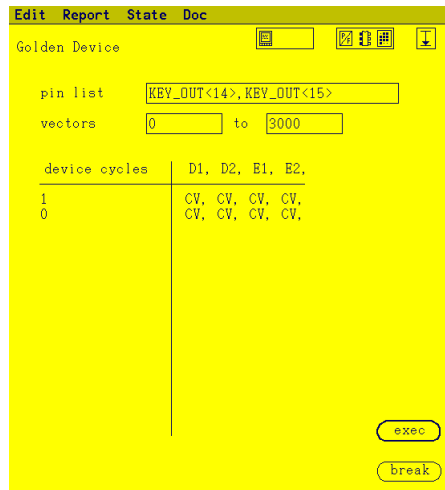 Edit Report State Doc
Golden Device
P/F
pin list KEY_OUT<14>,KEY_OUT<15>
vectors 0 to 3000
device cycles D1, D2, E1, E2,
1 CV, CV, CV, CV,
0 CV, CV, CV, CV,
exec
break